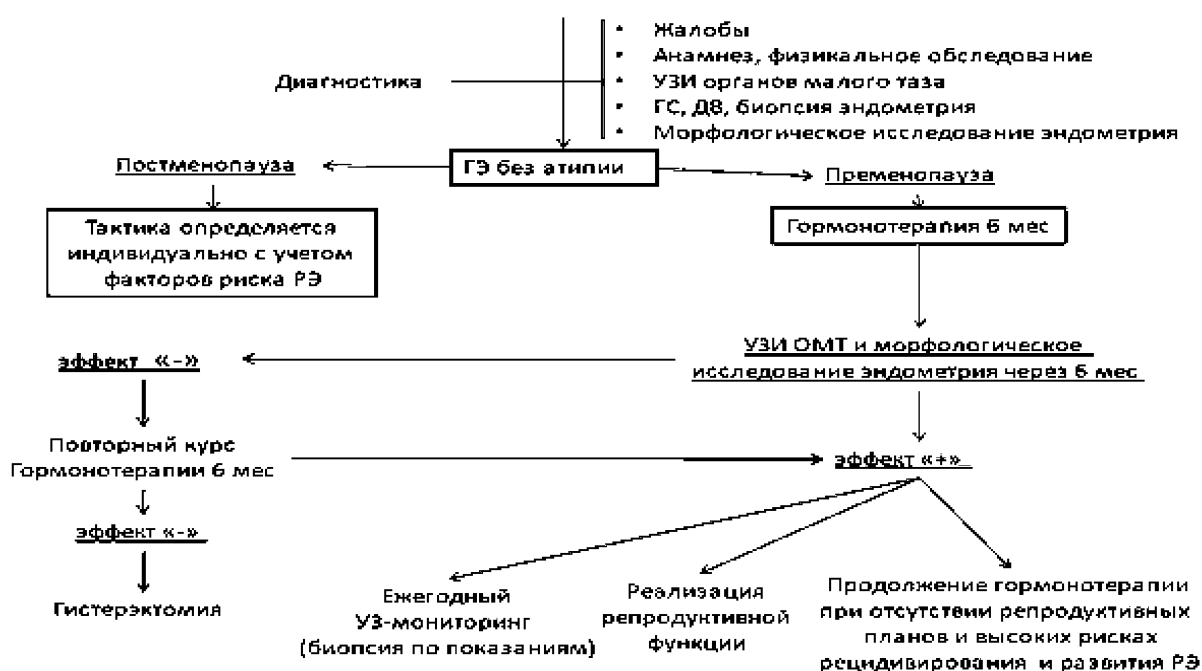 • Жалобы
• Анамнез, физикальное обследование
Диагностика
• УЗИ органов малого таза
• ГС, ДВ, биопсия эндометрия
• Морфологическое исследование эндометрия
Постменопауза
ГЭ без атипии
Пременопауза
Тактика определяется
индивидуально с учетом
факторов риска РЭ
Гормонотерапия 6 мес
УЗИ ОМТ и морфологическое
исследование эндометрия через 6 мес
эффект «-»
Повторный курс
Гормонотерапии 6 мес
эффект «+»
эффект «-»
Гистерэктомия
Ежегодный
УЗ-мониторинг
(биопсия по показаниям)
Реализация
репродуктивной
функции
Продолжение гормонотерапии
при отсутствии репродуктивных
планов и высоких рисках
рецидивирования и развития РЭ